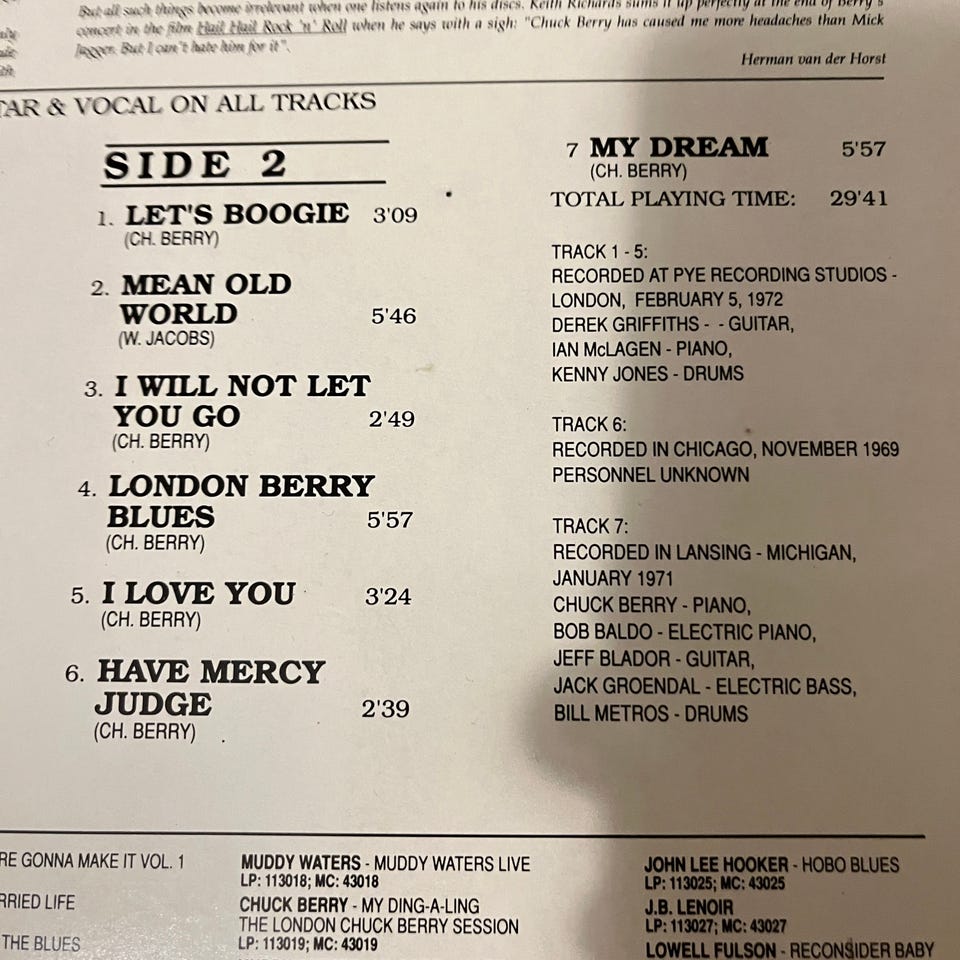 But all such things become irrelevant when one listens again to his discs. Keith Richards sums it up perfectly at the end of Berry's
concert in the film Hail Hail Rock 'n' Roll when he says with a sigh: "Chuck Berry has caused me more headaches than Mick
Jagger. But I can't hate him for it".
Herman van der Horst
TAR & VOCAL ON ALL TRACKS
SIDE 2
1. LET'S BOOGIE 3'09
(CH. BERRY)
2. MEAN OLD
WORLD 5'46
(W. JACOBS)
3. I WILL NOT LET
YOU GO 2'49
(CH. BERRY)
4. LONDON BERRY
BLUES 5'57
(CH. BERRY)
5. I LOVE YOU 3'24
(CH. BERRY)
6. HAVE MERCY
JUDGE 2'39
(CH. BERRY)
7 MY DREAM 5'57
(CH. BERRY)
TOTAL PLAYING TIME: 29'41
TRACK 1 - 5:
RECORDED AT PYE RECORDING STUDIOS -
LONDON, FEBRUARY 5, 1972
DEREK GRIFFITHS - - GUITAR,
IAN McLAGEN - PIANO,
KENNY JONES - DRUMS
TRACK 6:
RECORDED IN CHICAGO, NOVEMBER 1969
PERSONNEL UNKNOWN
TRACK 7:
RECORDED IN LANSING - MICHIGAN,
JANUARY 1971
CHUCK BERRY - PIANO,
BOB BALDO - ELECTRIC PIANO,
JEFF BLADOR - GUITAR,
JACK GROENDAL - ELECTRIC BASS,
BILL METROS - DRUMS
RE GONNA MAKE IT VOL. 1
RRIED LIFE
THE BLUES
MUDDY WATERS - MUDDY WATERS LIVE
LP: 113018; MC: 43018
CHUCK BERRY - MY DING-A-LING
THE LONDON CHUCK BERRY SESSION
LP: 113019; MC: 43019
JOHN LEE HOOKER - HOBO BLUES
LP: 113025; MC: 43025
J.B. LENOIR
LP: 113027; MC: 43027
LOWELL FULSON - RECONSIDER BABY